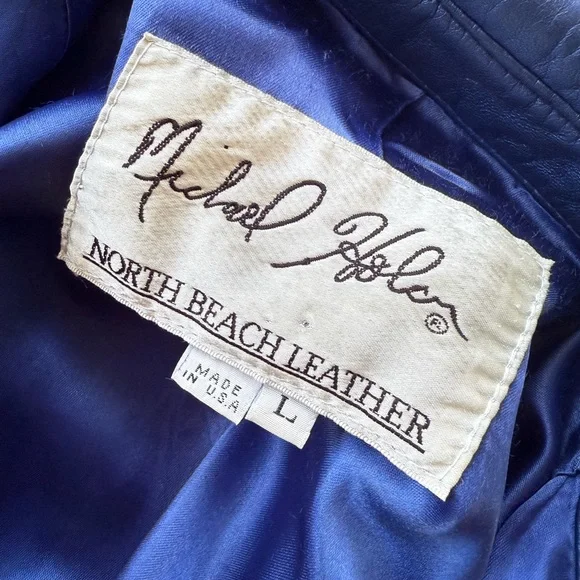 Michael Hoban ®
NORTH BEACH LEATHER
MADE
IN U.S.A
L